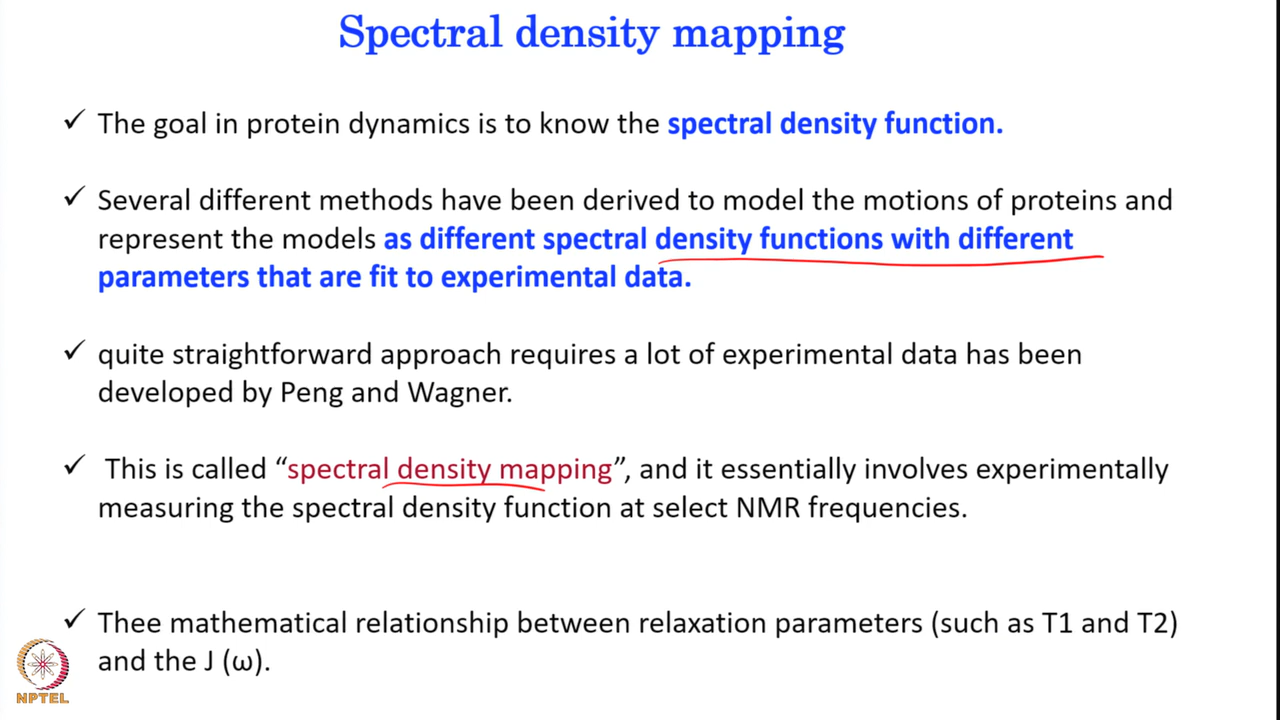 Spectral density mapping
✓ The goal in protein dynamics is to know the spectral density function.
✓ Several different methods have been derived to model the motions of proteins and
represent the models as different spectral density functions with different
parameters that are fit to experimental data.
✓ quite straightforward approach requires a lot of experimental data has been
developed by Peng and Wagner.
✓ This is called “spectral density mapping”, and it essentially involves experimentally
measuring the spectral density function at select NMR frequencies.
✓ Thee mathematical relationship between relaxation parameters (such as T1 and T2)
and the J (ω).
NPTEL